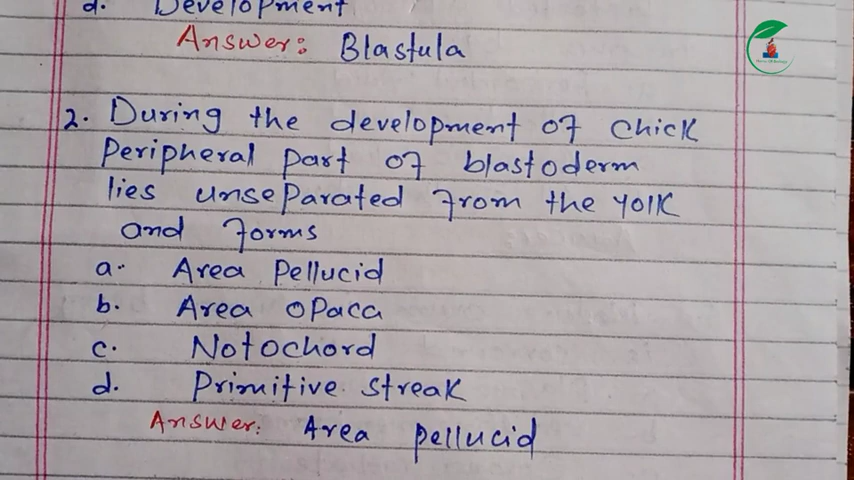 d. Development
Answer: Blastula
2. During the development of chick
Peripheral part of blastoderm
lies unseparated from the yolk
and forms
a. Area Pellucid
b. Area opaca
c. Notochord
d. Primitive streak
Answer: Area pellucid